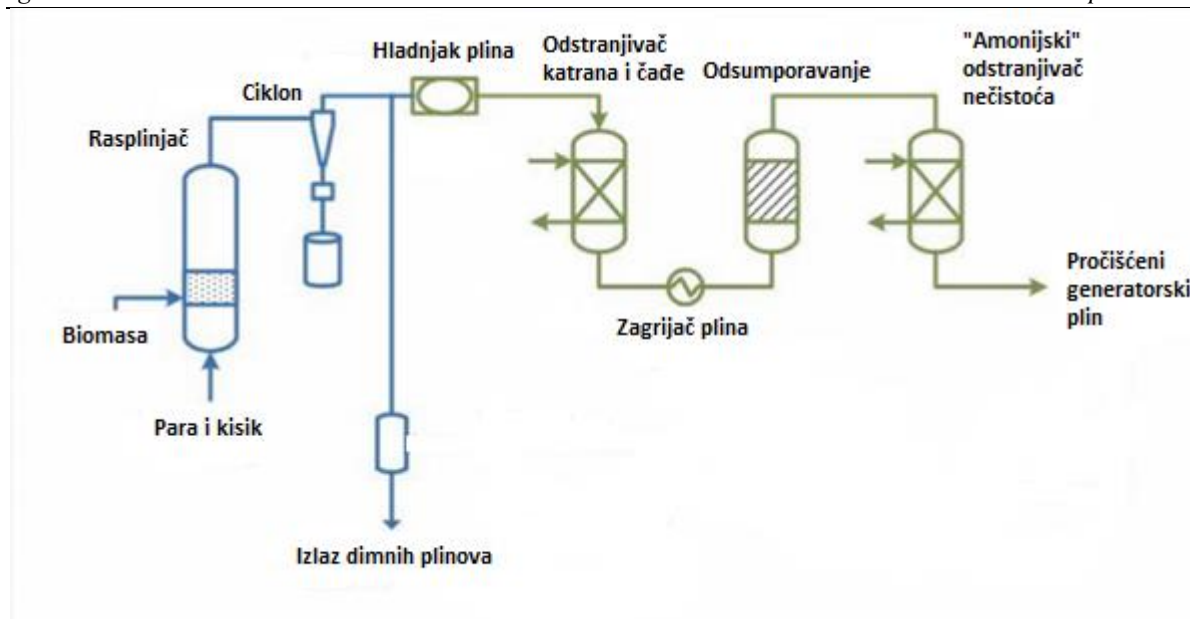 Hladnjak plina
Odstranjivač
katrana i čađe
Odsumporavanje
"Amonijski"
odstranjivač
nečistoća
Ciklon
Rasplinjač
Biomasa
Para i kisik
Zagrijač plina
Pročišćeni
generatorski
plin
Izlaz dimnih plinova